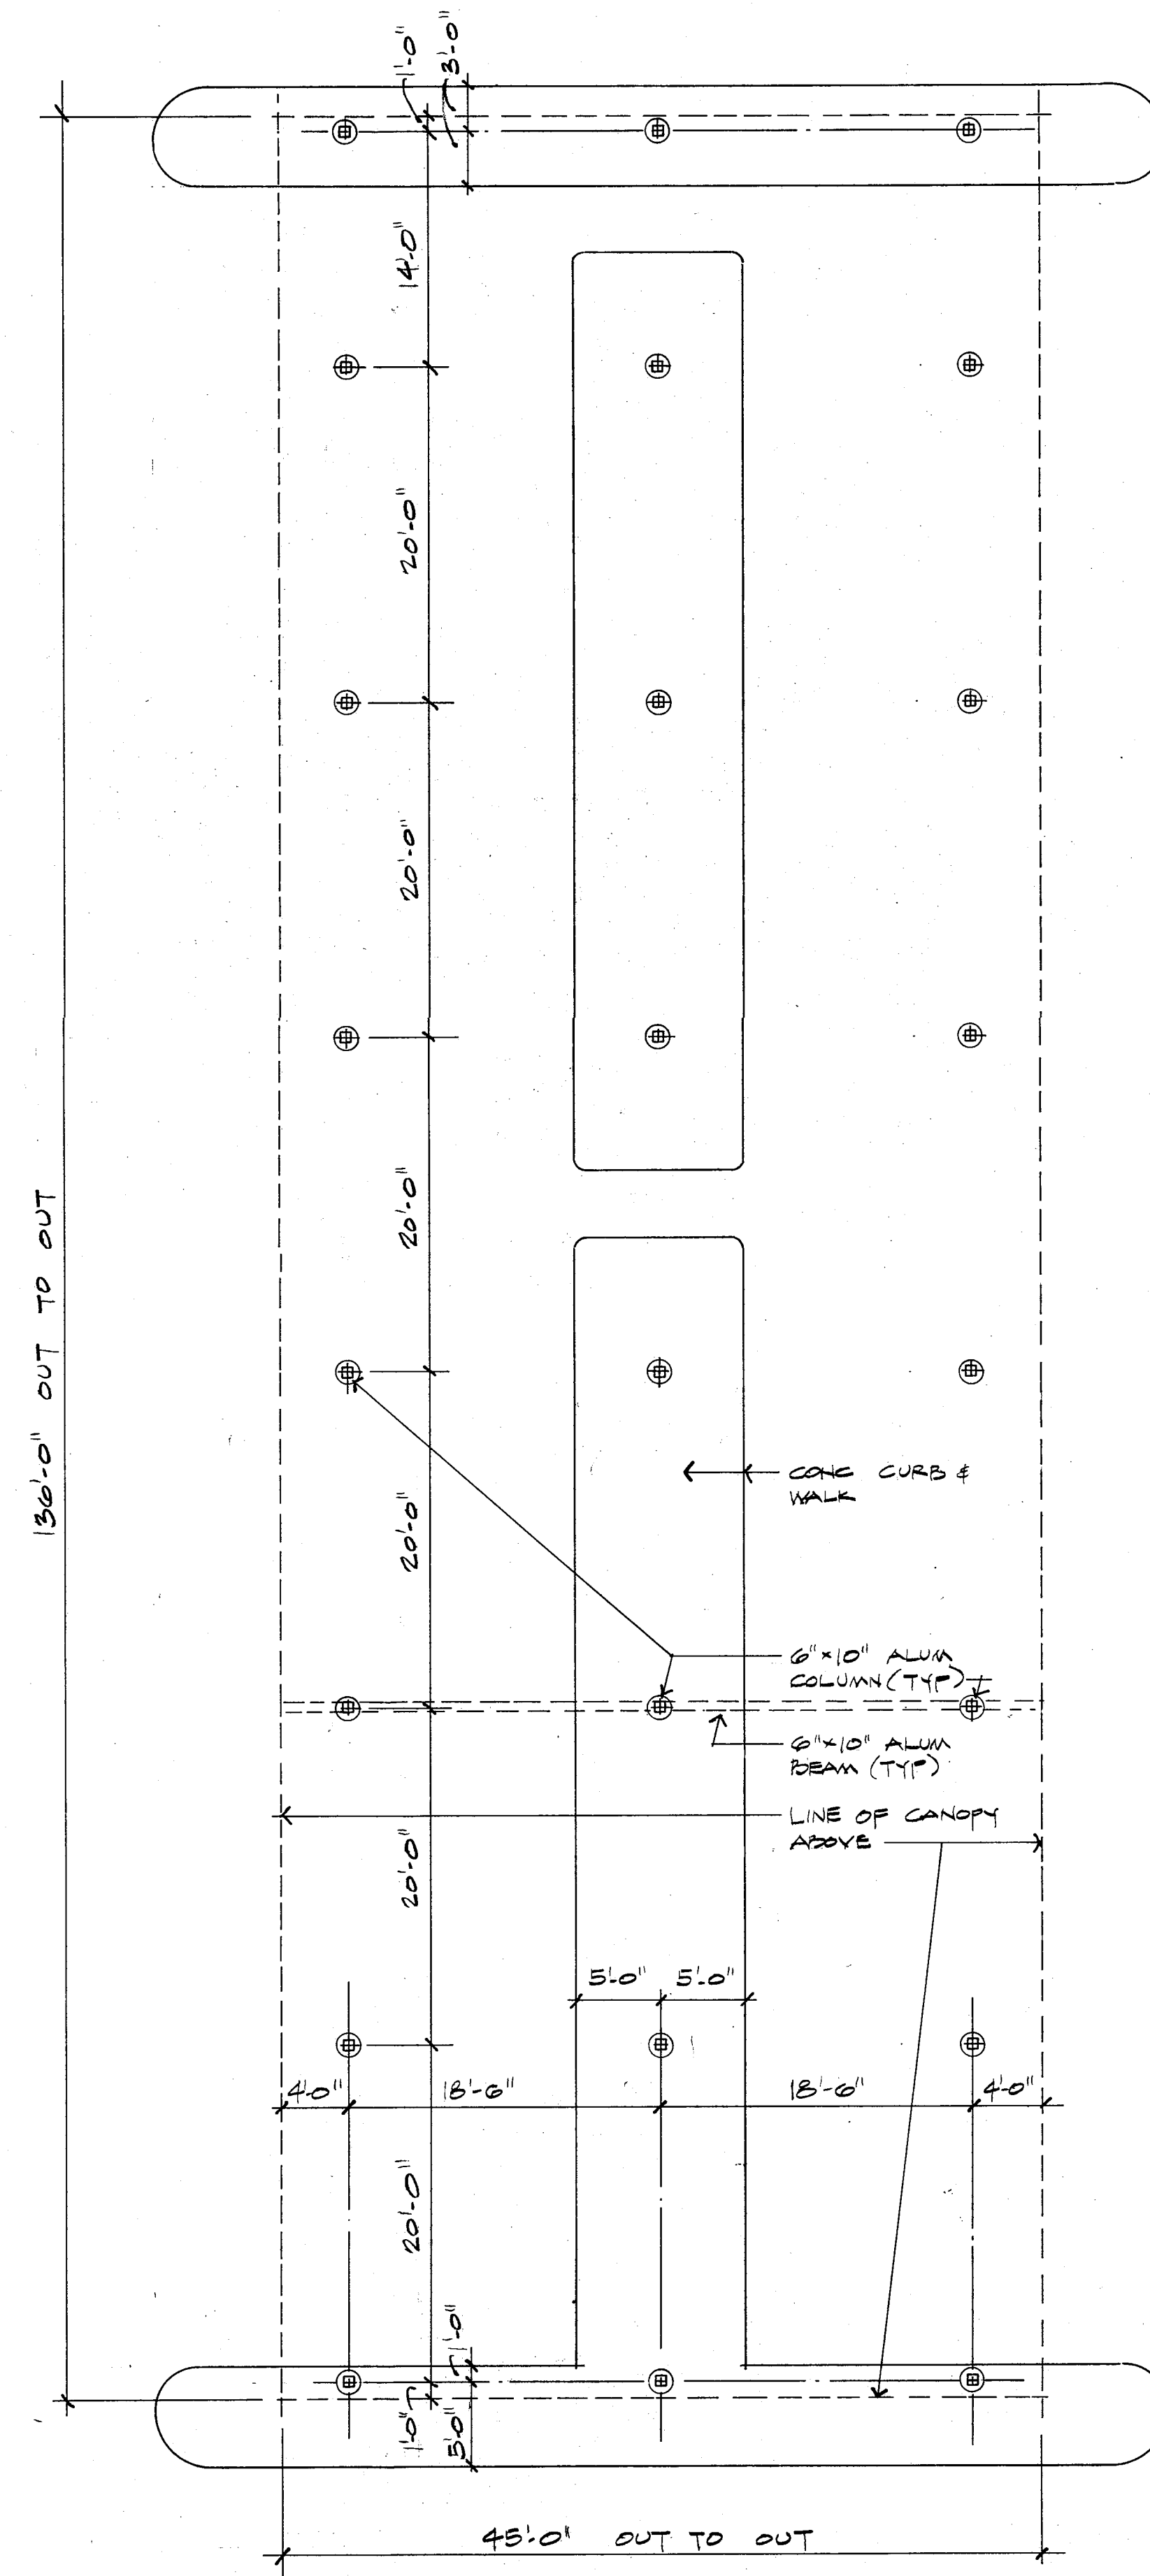 1'-0"
3'-0"
14'-0"
20'-0"
20'-0"
20'-0"
136'-0" OUT TO OUT
20'-0"
CONC CURB &
WALK
6"x10" ALUM
COLUMN (TYP)
6"x10" ALUM
BEAM (TYP)
LINE OF CANOPY
ABOVE
20'-0"
5'-0" 5'-0"
4'-0" 18'-6" 18'-6" 4'-0"
20'-0"
1'-0"
1'-0"
5'-0"
45'-0" OUT TO OUT